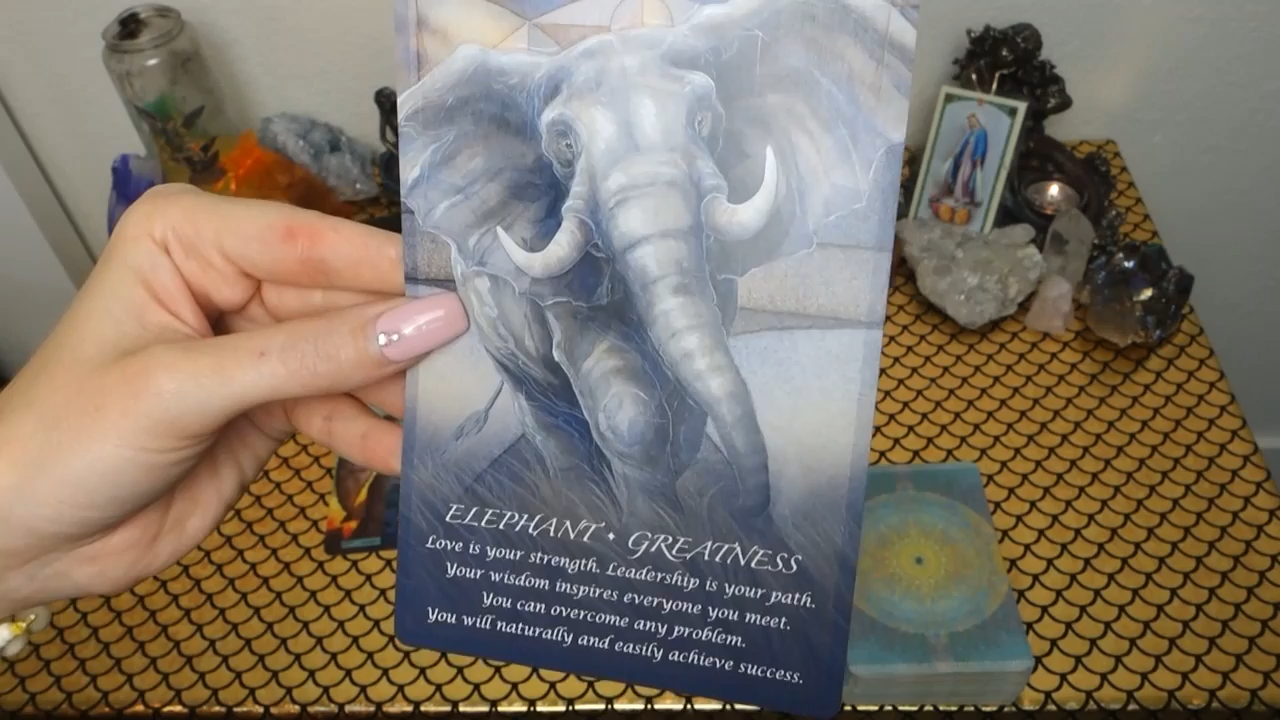 ELEPHANT • GREATNESS
Love is your strength. Leadership is your path.
Your wisdom inspires everyone you meet.
You can overcome any problem.
You will naturally and easily achieve success.